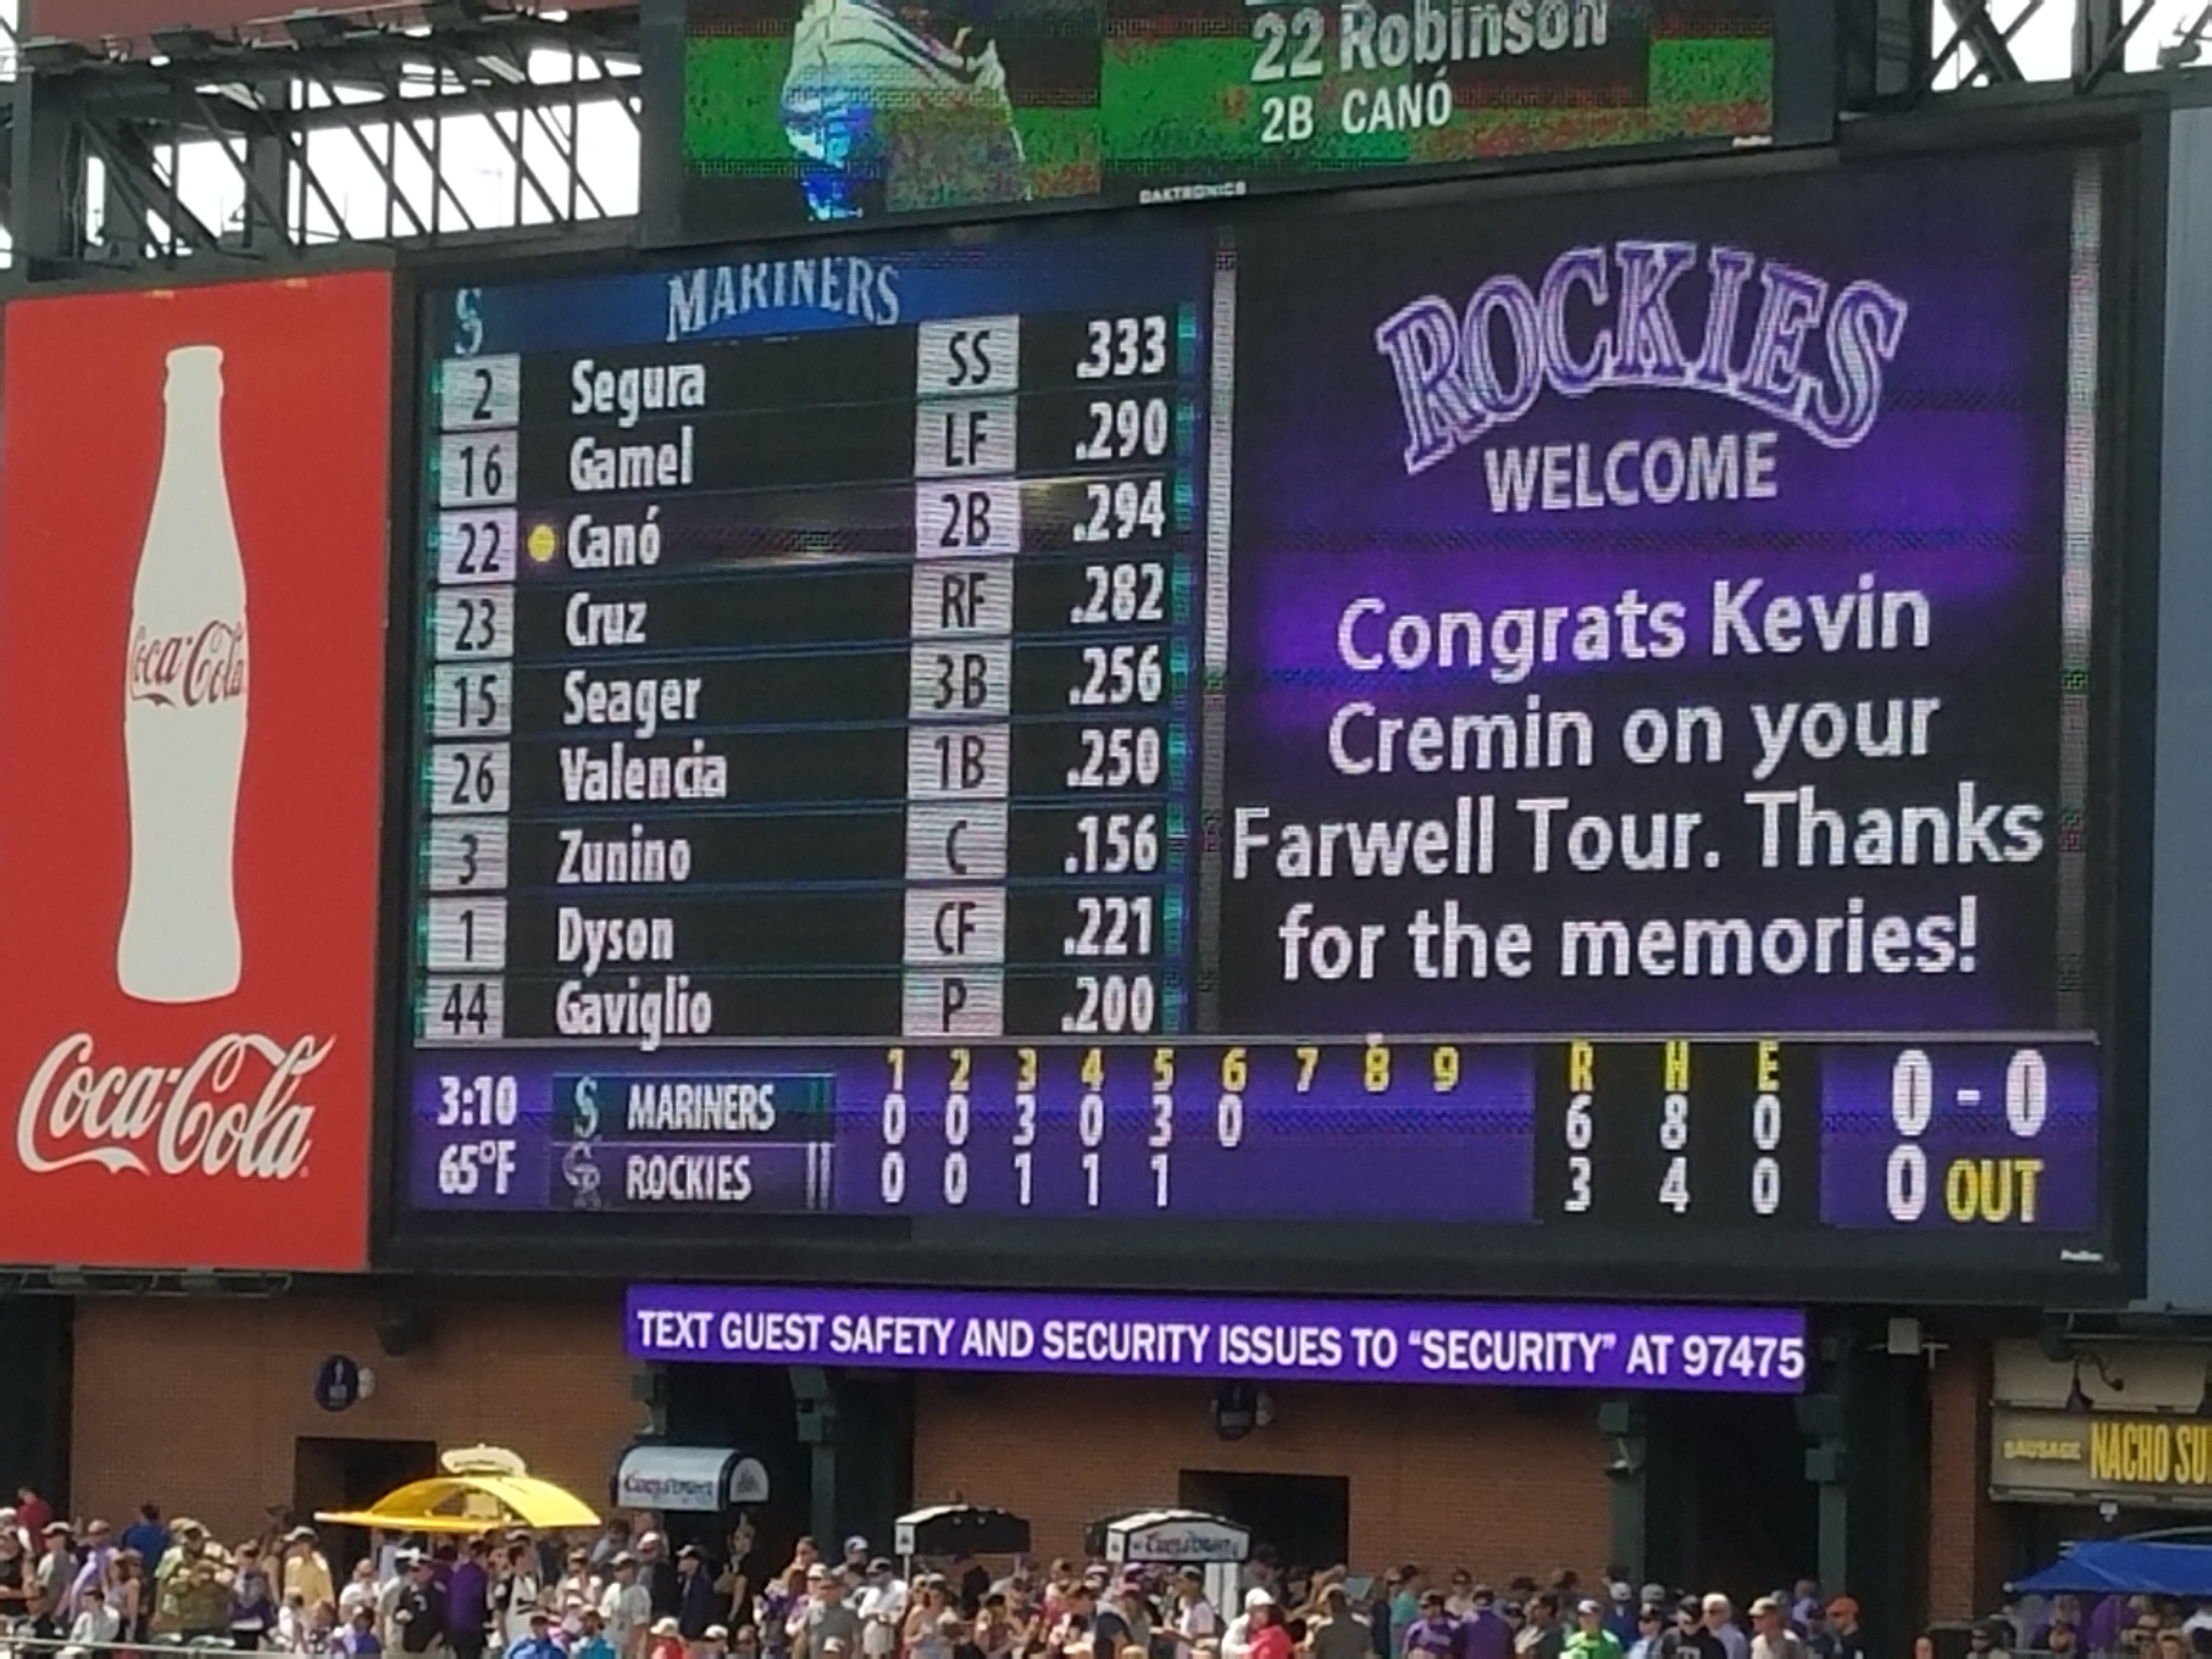 22 Robinson
2B CANÓ
DAKTRONICS
MARINERS
2 Segura SS .333
16 Gamel LF .290
22 Canó 2B .294
23 Cruz RF .282
15 Seager 3B .256
26 Valencia 1B .250
3 Zunino C .156
1 Dyson CF .221
44 Gaviglio P .200
ROCKIES
WELCOME
Congrats Kevin
Cremin on your
Farwell Tour. Thanks
for the memories!
Coca-Cola
Coca-Cola
1 2 3 4 5 6 7 8 9 R H E
3:10 S MARINERS 0 0 3 0 3 0 6 8 0 0 - 0
65°F CR ROCKIES 0 0 1 1 1 3 4 0 0 OUT
TEXT GUEST SAFETY AND SECURITY ISSUES TO “SECURITY” AT 97475
SAUSAGE NACHO SU